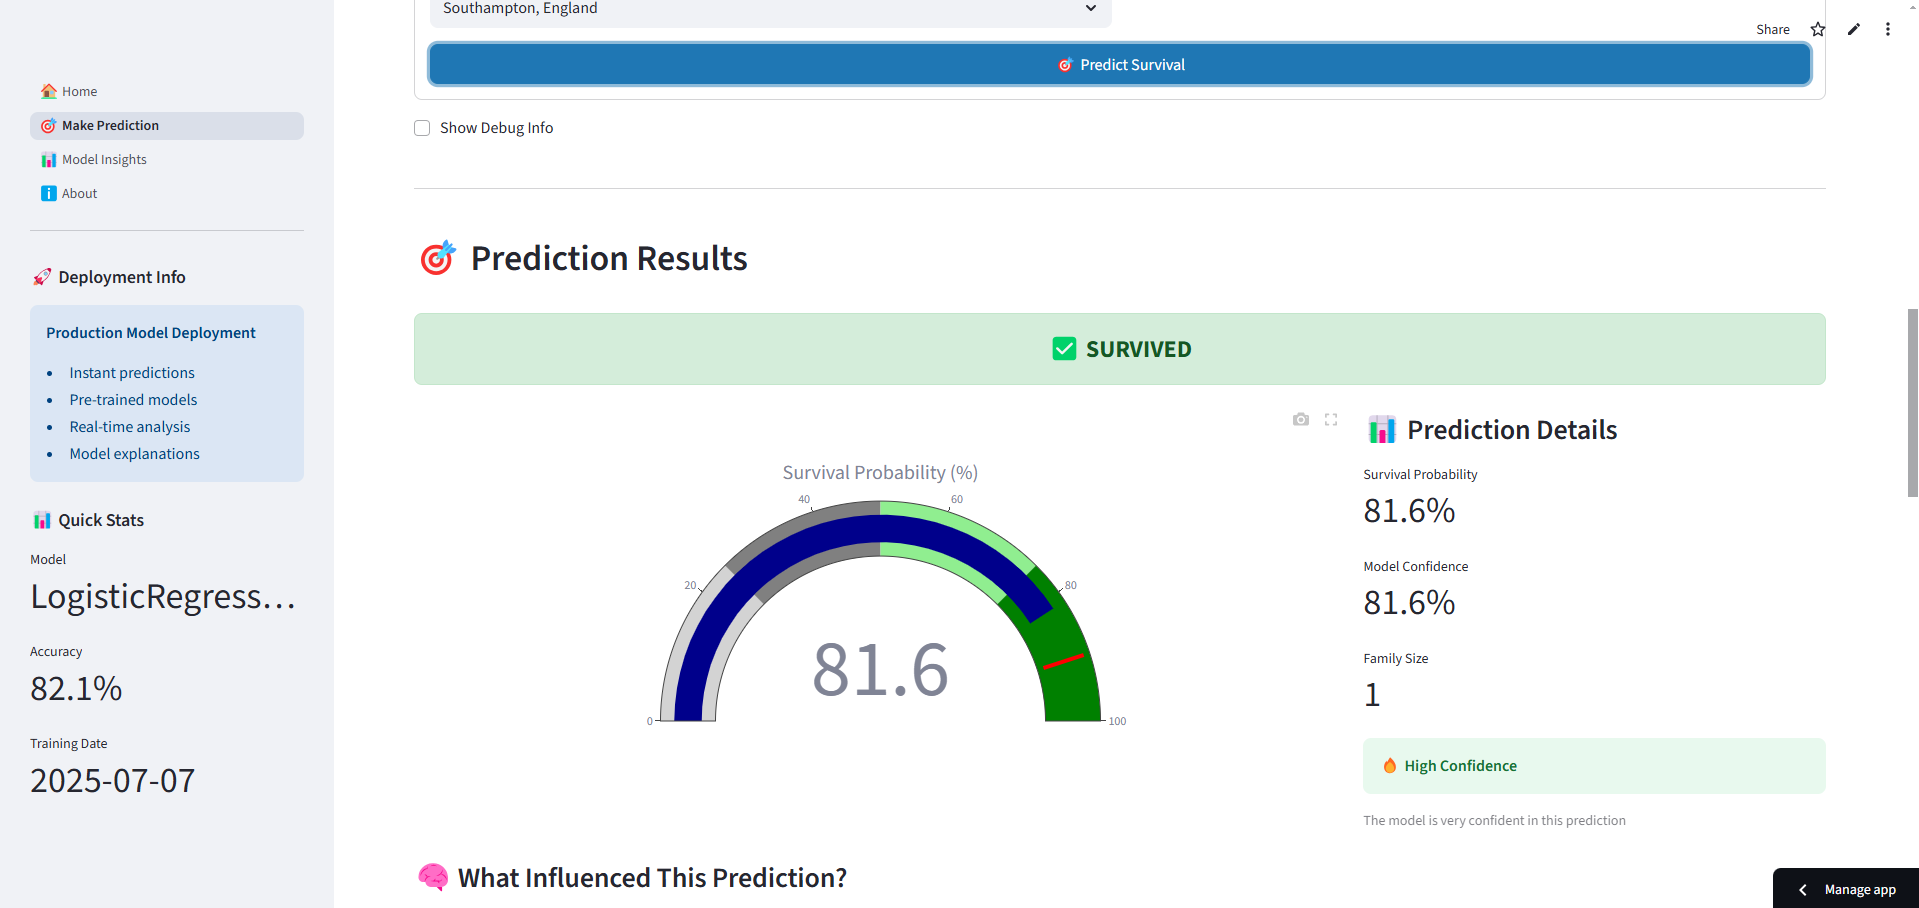 Southampton, England
Share
Predict Survival
Home
Make Prediction
Model Insights
About
Show Debug Info
Deployment Info
Production Model Deployment
Instant predictions
Pre-trained models
Real-time analysis
Model explanations
Quick Stats
Model
LogisticRegress...
Accuracy
82.1%
Training Date
2025-07-07
Prediction Results
SURVIVED
Survival Probability (%)
0
20
40
60
80
100
81.6
Prediction Details
Survival Probability
81.6%
Model Confidence
81.6%
Family Size
1
High Confidence
The model is very confident in this prediction
What Influenced This Prediction?
Manage app